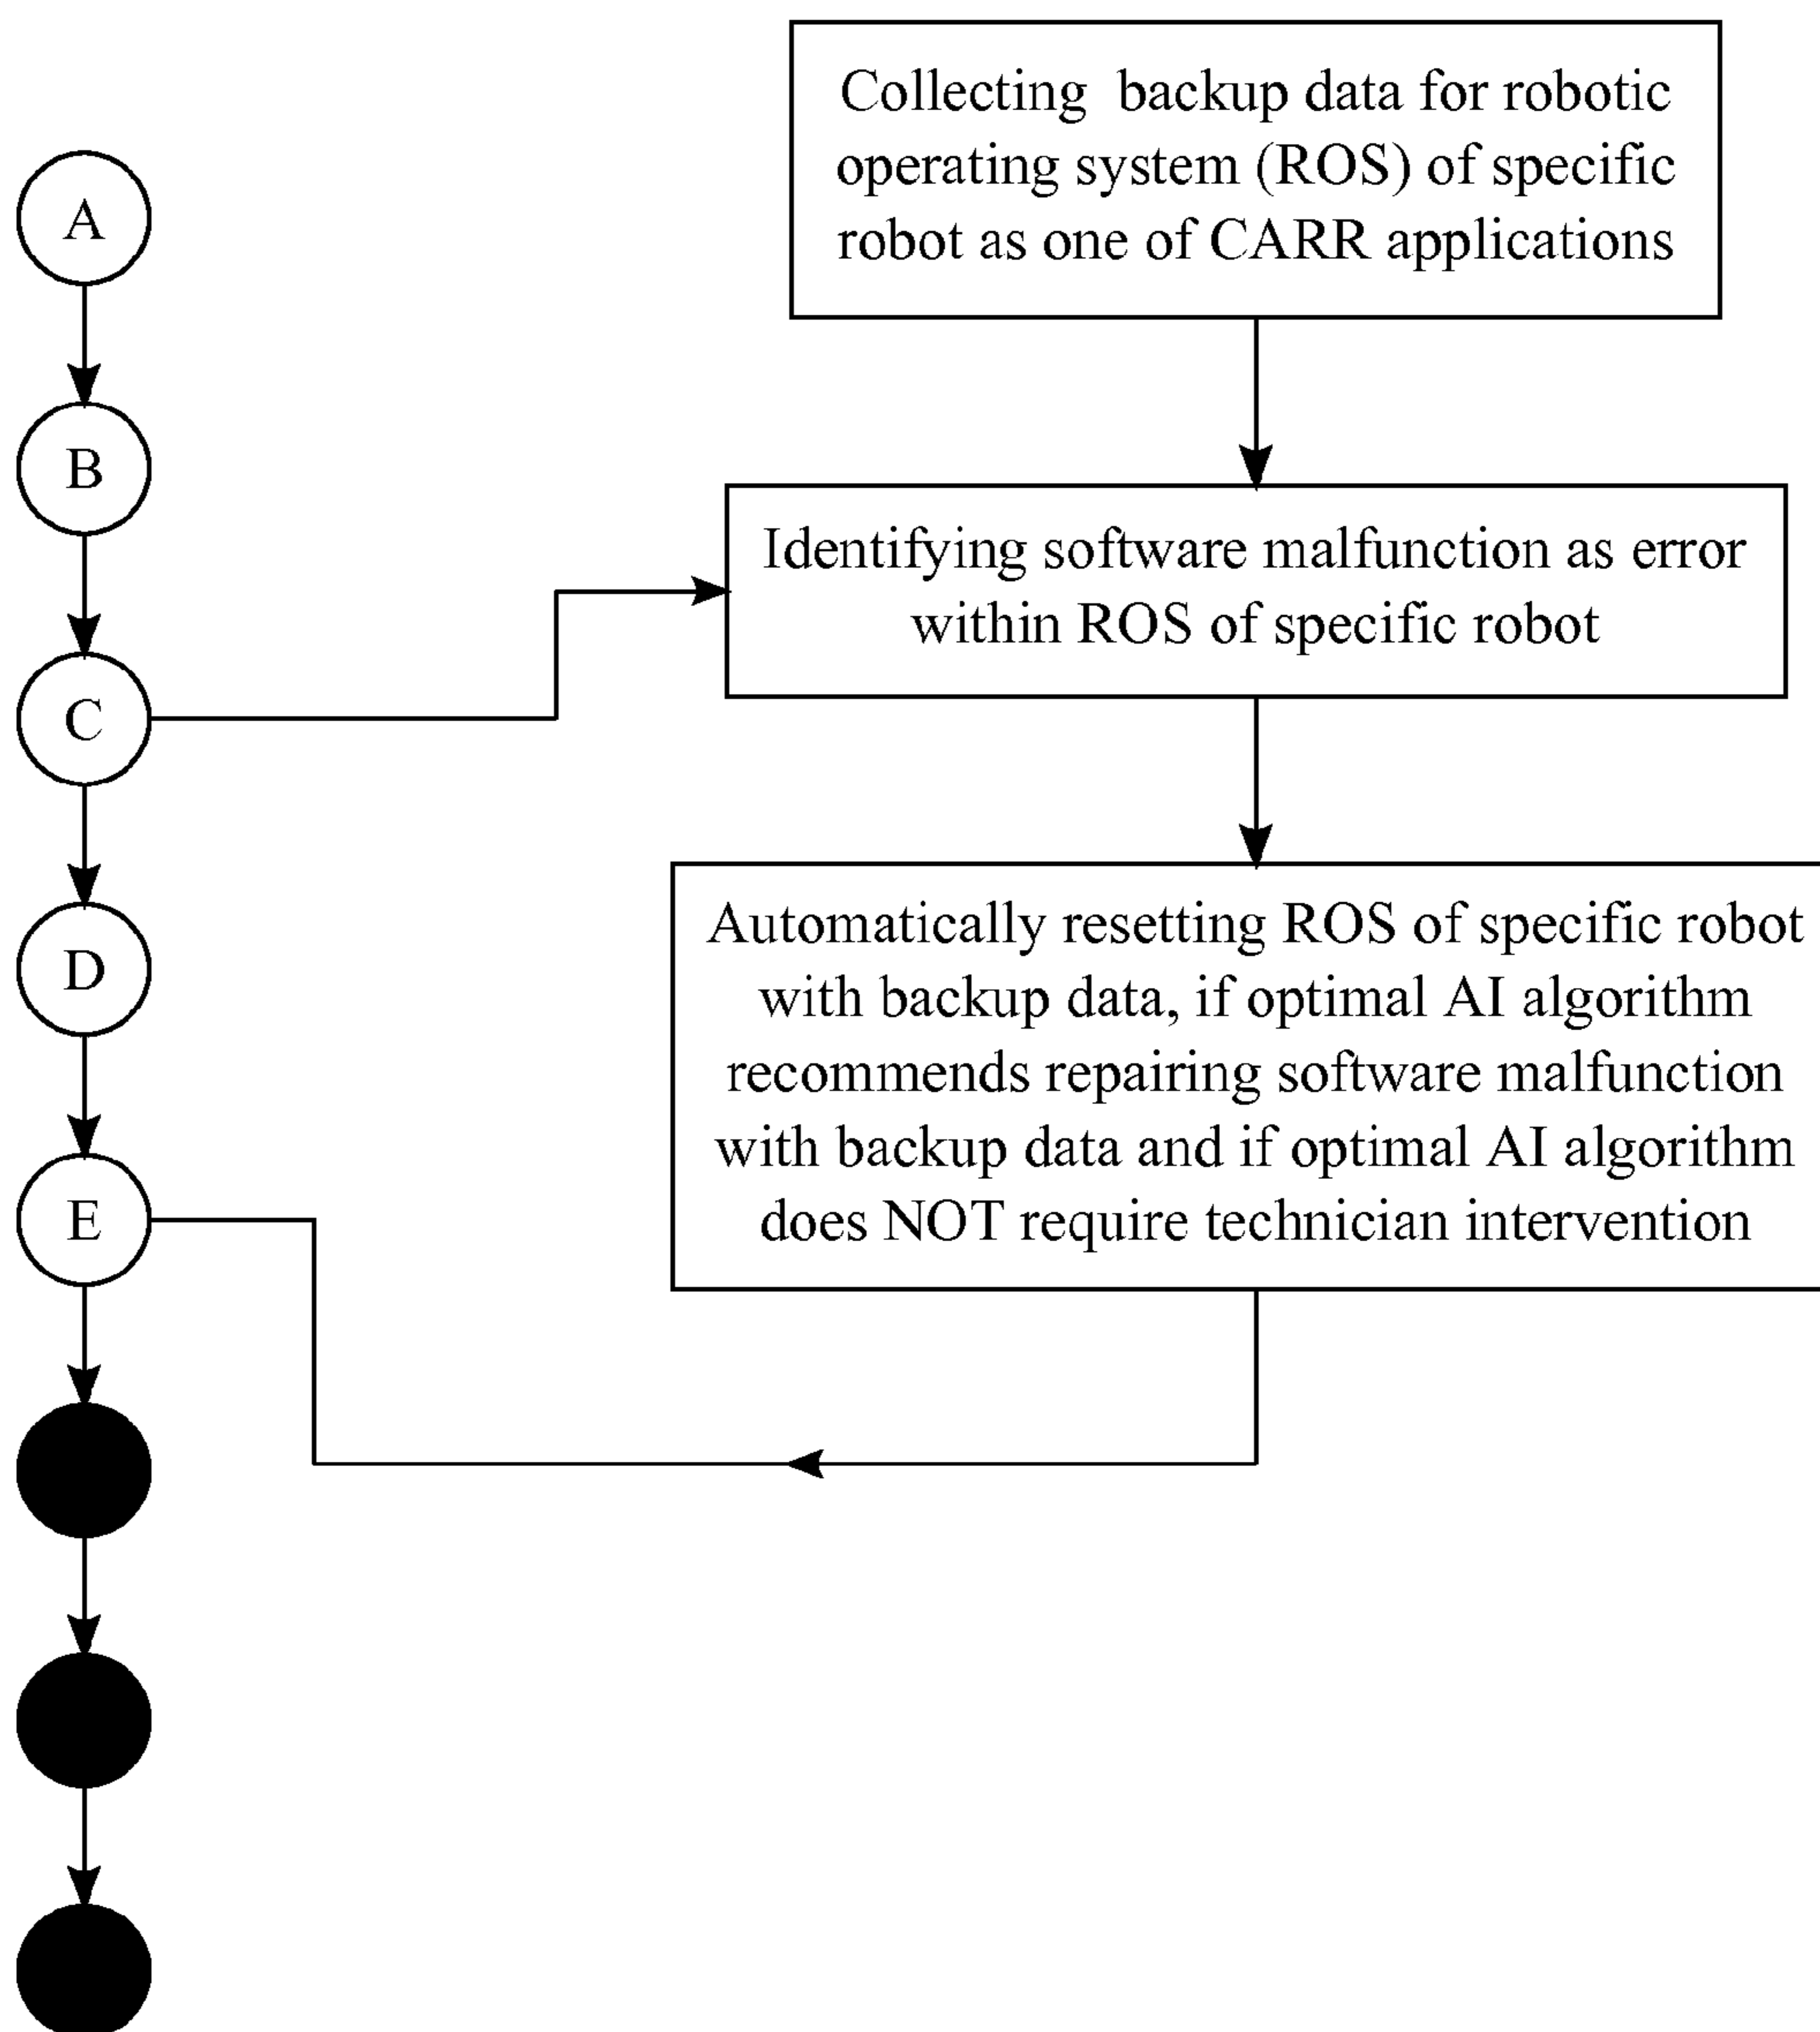 A
B
C
D
E
Collecting backup data for robotic
operating system (ROS) of specific
robot as one of CARR applications
Identifying software malfunction as error
within ROS of specific robot
Automatically resetting ROS of specific robot
with backup data, if optimal AI algorithm
recommends repairing software malfunction
with backup data and if optimal AI algorithm
does NOT require technician intervention